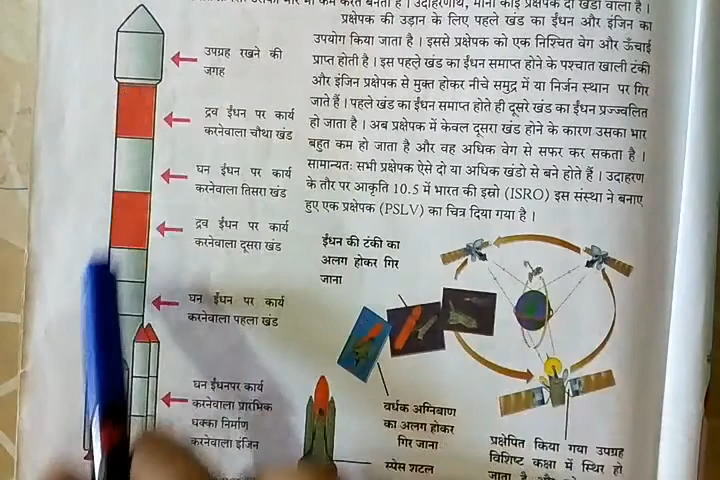 उदाहरणार्थ, मानो कोई प्रक्षेपक दो खंडों वाला है ।
प्रक्षेपक की उड़ान के लिए पहले खंड का ईंधन और इंजिन का
उपयोग किया जाता है । इससे प्रक्षेपक को एक निश्चित वेग और ऊँचाई
प्राप्त होती है । इस पहले खंड का ईंधन समाप्त होने के पश्चात खाली टंकी
और इंजिन प्रक्षेपक से मुक्त होकर नीचे समुद्र में या निर्जन स्थान पर गिर
जाते हैं । पहले खंड का ईंधन समाप्त होते ही दूसरे खंड का ईंधन प्रज्ज्वलित
हो जाता है । अब प्रक्षेपक में केवल दूसरा खंड होने के कारण उसका भार
बहुत कम हो जाता है और वह अधिक वेग से सफर कर सकता है ।
सामान्यतः सभी प्रक्षेपक ऐसे दो या अधिक खंडो से बने होते हैं । उदाहरण
के तौर पर आकृति 10.5 में भारत की इस्रो (ISRO) इस संस्था ने बनाए
हुए एक प्रक्षेपक (PSLV) का चित्र दिया गया है ।
उपग्रह रखने की
जगह
द्रव ईंधन पर कार्य
करनेवाला चौथा खंड
घन ईंधन पर कार्य
करनेवाला तिसरा खंड
द्रव ईंधन पर कार्य
करनेवाला दूसरा खंड
घन ईंधन पर कार्य
करनेवाला पहला खंड
घन ईंधनपर कार्य
करनेवाला प्रारंभिक
धक्का निर्माण
करनेवाला इंजिन
ईंधन की टंकी का
अलग होकर गिर
जाना
वर्धक अग्निबाण
का अलग होकर
गिर जाना
स्पेस शटल
प्रक्षेपित किया गया उपग्रह
विशिष्ट कक्षा में स्थिर हो
जाता है